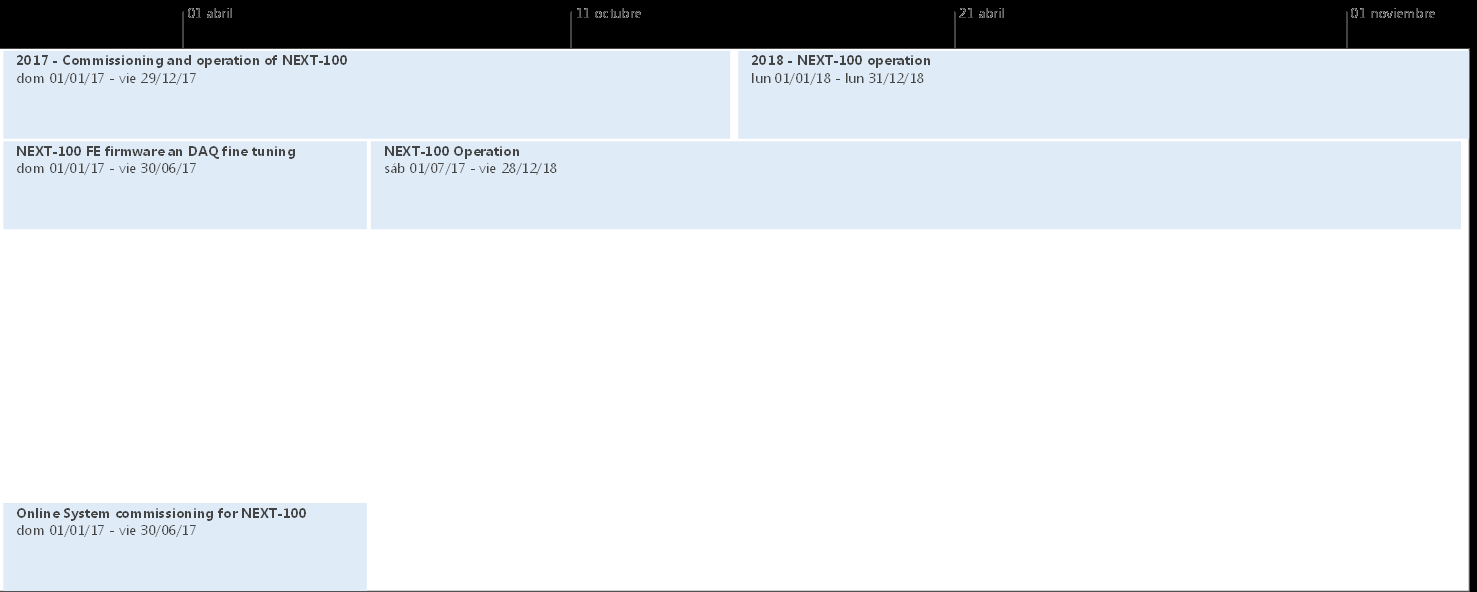 01 abril
11 octubre
21 abril
01 noviembre
2017 - Commissioning and operation of NEXT-100
dom 01/01/17 - vie 29/12/17
2018 - NEXT-100 operation
lun 01/01/18 - lun 31/12/18
NEXT-100 FE firmware an DAQ fine tuning
dom 01/01/17 - vie 30/06/17
NEXT-100 Operation
sáb 01/07/17 - vie 28/12/18
Online System commissioning for NEXT-100
dom 01/01/17 - vie 30/06/17